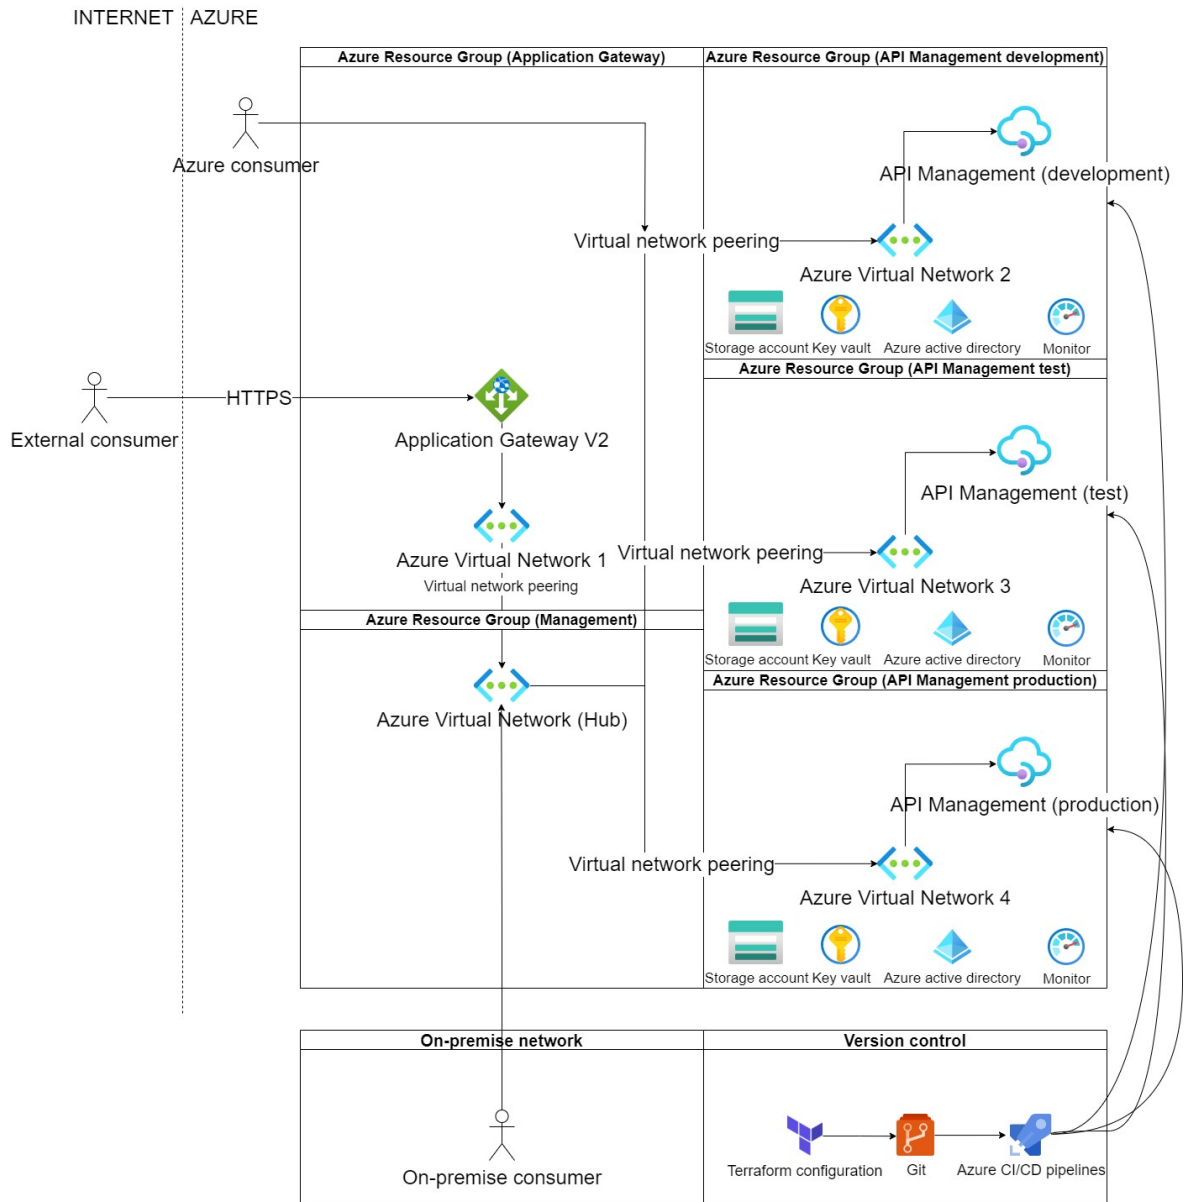 INTERNET
AZURE
Azure Resource Group (Application Gateway)
Azure Resource Group (API Management development)
Azure consumer
API Management (development)
Virtual network peering
Azure Virtual Network 2
Storage account
Key vault
Azure active directory
Monitor
Azure Resource Group (API Management test)
External consumer
HTTPS
Application Gateway V2
API Management (test)
Azure Virtual Network 1
Virtual network peering
Virtual network peering
Azure Virtual Network 3
Storage account
Key vault
Azure active directory
Monitor
Azure Resource Group (Management)
Azure Resource Group (API Management production)
Azure Virtual Network (Hub)
API Management (production)
Virtual network peering
Azure Virtual Network 4
Storage account
Key vault
Azure active directory
Monitor
On-premise network
Version control
On-premise consumer
Terraform configuration
Git
Azure CI/CD pipelines